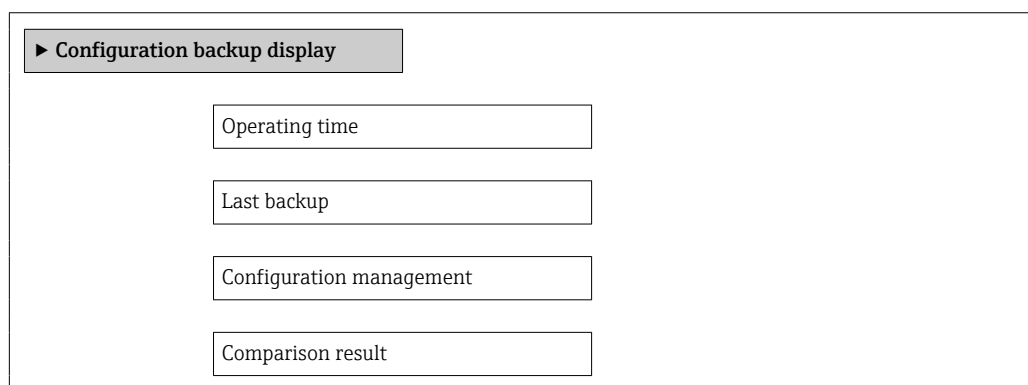 ▶ Configuration backup display
Operating time
Last backup
Configuration management
Comparison result